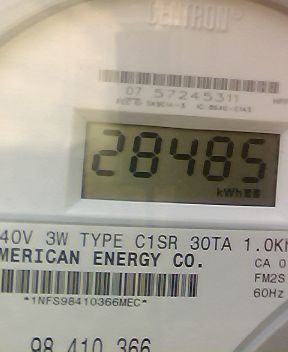 CENTRON®
07 57245311
28485
kWh
40V 3W TYPE C1SR 30TA 1.0K
MERICAN ENERGY CO.
CA 0
FM2S
60Hz
*1NFS98410366MEC*
98 410 366